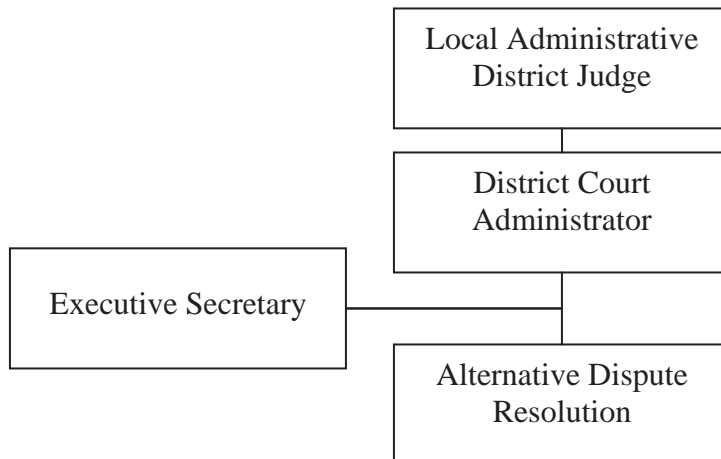 Local Administrative
District Judge
District Court
Administrator
Executive Secretary
Alternative Dispute
Resolution